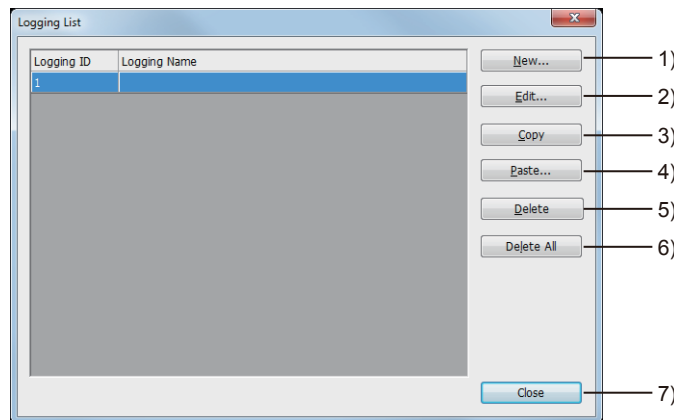 Logging List
Logging ID Logging Name
1
New... 1)
Edit... 2)
Copy 3)
Paste... 4)
Delete 5)
Delete All 6)
Close 7)